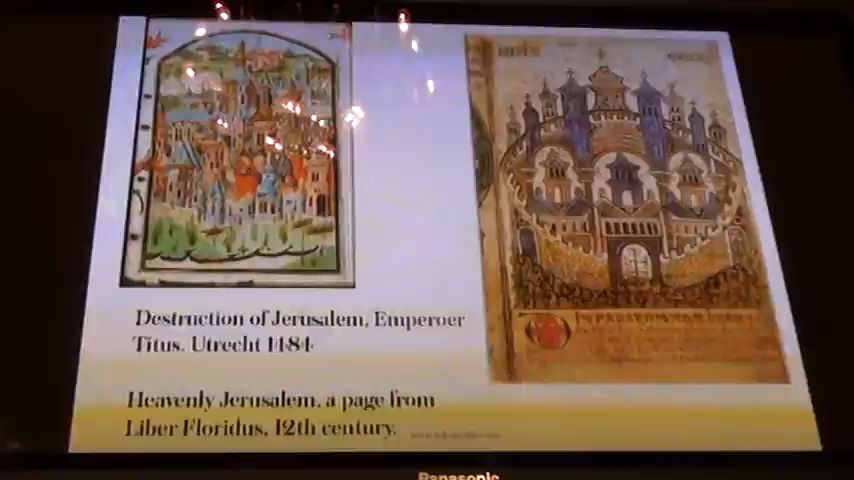 Destruction of Jerusalem, Emperoer
Titus. Utrecht 1484
Heavenly Jerusalem, a page from
Liber Floridus, 12th century.
Panasonic